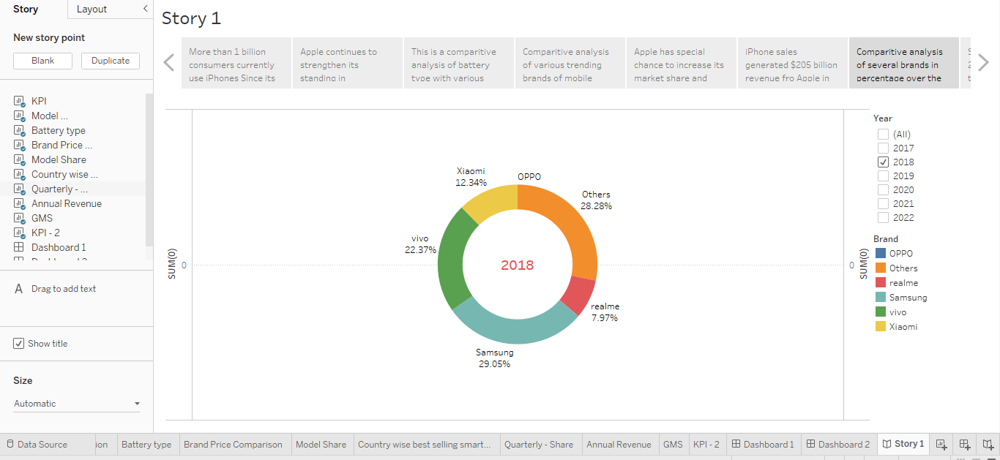 Story
Layout
New story point
Blank
Duplicate
KPI
Model ...
Battery type
Brand Price ...
Model Share
Country wise ...
Quarterly - ...
Annual Revenue
GMS
KPI - 2
Dashboard 1
A Drag to add text
Show title
Size
Automatic
Story 1
More than 1 billion
consumers currently
use iPhones Since its
Apple continues to
strengthen its
standing in
This is a comparitive
analysis of battery
type with various
Comparitive analysis
of various trending
brands of mobile
Apple has special
chance to increase its
market share and
iPhone sales
generated $205 billion
revenue fro Apple in
Comparitive analysis
of several brands in
percentage over the
SUM(0)
0
Xiaomi
12.34%
OPPO
Others
28.28%
vivo
22.37%
2018
realme
7.97%
Samsung
29.05%
0
SUM(0)
Year
(All)
2017
2018
2019
2020
2021
2022
Brand
OPPO
Others
realme
Samsung
vivo
Xiaomi
Data Source
ion
Battery type
Brand Price Comparison
Model Share
Country wise best selling smart...
Quarterly - Share
Annual Revenue
GMS
KPI - 2
Dashboard 1
Dashboard 2
Story 1